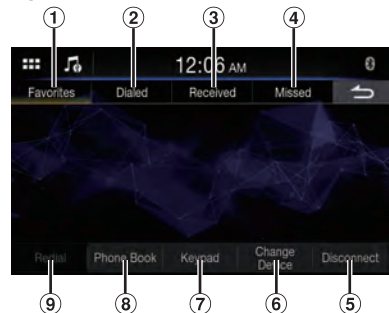 ① ② ③ ④
12:06 AM
Favorites Dialed Received Missed
Redial Phone Book Keypad Change Device Disconnect
⑨ ⑧ ⑦ ⑥ ⑤